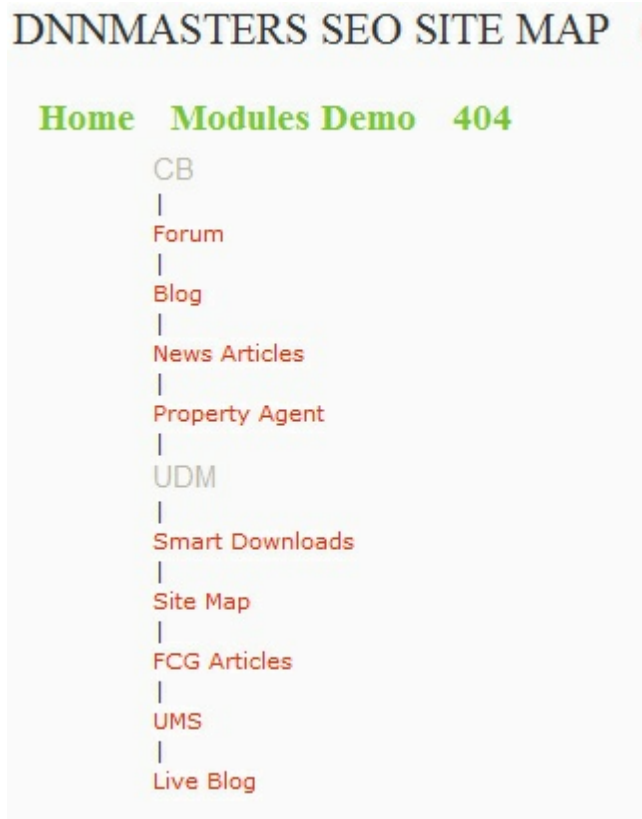 DNNMASTERS SEO SITE MAP
Home Modules Demo 404
CB
|
Forum
|
Blog
|
News Articles
|
Property Agent
|
UDM
|
Smart Downloads
|
Site Map
|
FCG Articles
|
UMS
|
Live Blog